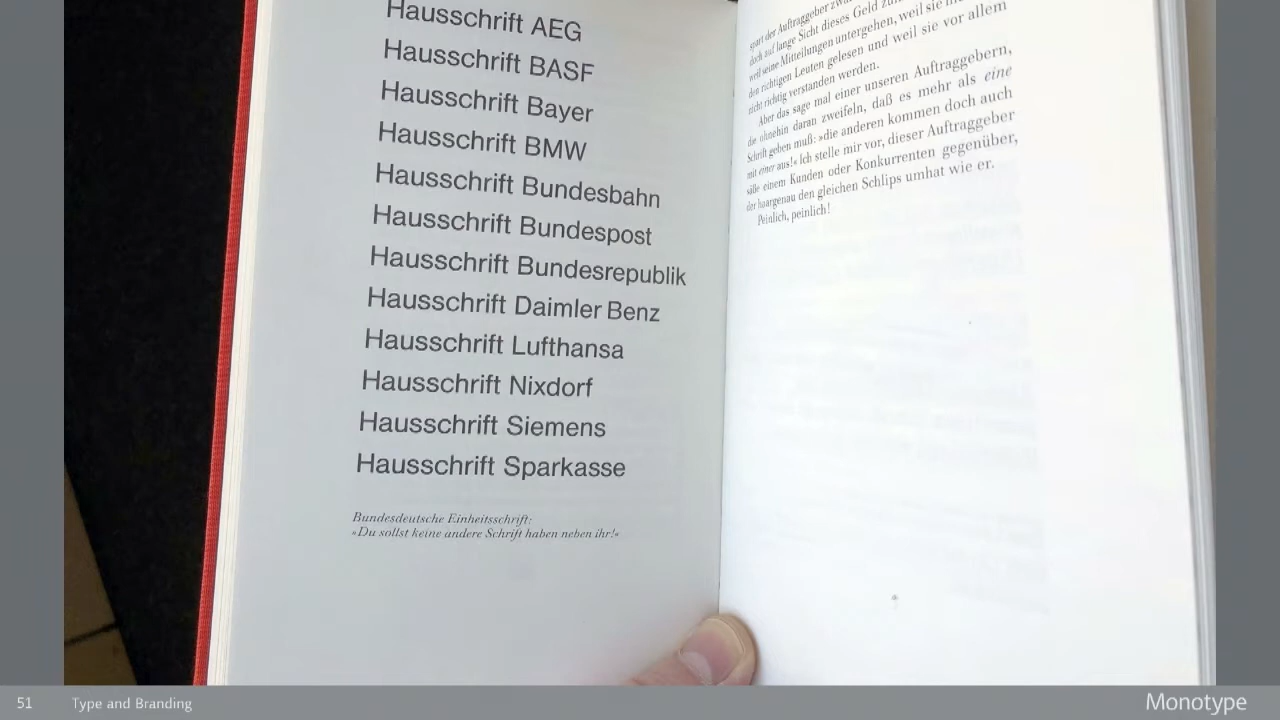 Hausschrift AEG
Hausschrift BASF
Hausschrift Bayer
Hausschrift BMW
Hausschrift Bundesbahn
Hausschrift Bundespost
Hausschrift Bundesrepublik
Hausschrift Daimler Benz
Hausschrift Lufthansa
Hausschrift Nixdorf
Hausschrift Siemens
Hausschrift Sparkasse
Bundesdeutsche Einheitsschrift:
»Du sollst keine andere Schrift haben neben ihr!«
spart der Auftraggeber
doch auf lange Sicht dieses Geld
weil seine Mitteilungen untergehen, weil sie
den richtigen Leuten gelesen und weil sie vor allem
nicht richtig verstanden werden.
Aber das sage mal einer unseren Auftraggebern,
die ohnehin daran zweifeln, daß es mehr als eine
Schrift geben muß: »die anderen kommen doch auch
mit einer aus!« Ich stelle mir vor, dieser Auftraggeber
säße einem Kunden oder Konkurrenten gegenüber,
der haargenau den gleichen Schlips umhat wie er.
Peinlich, peinlich!
51 Type and Branding
Monotype